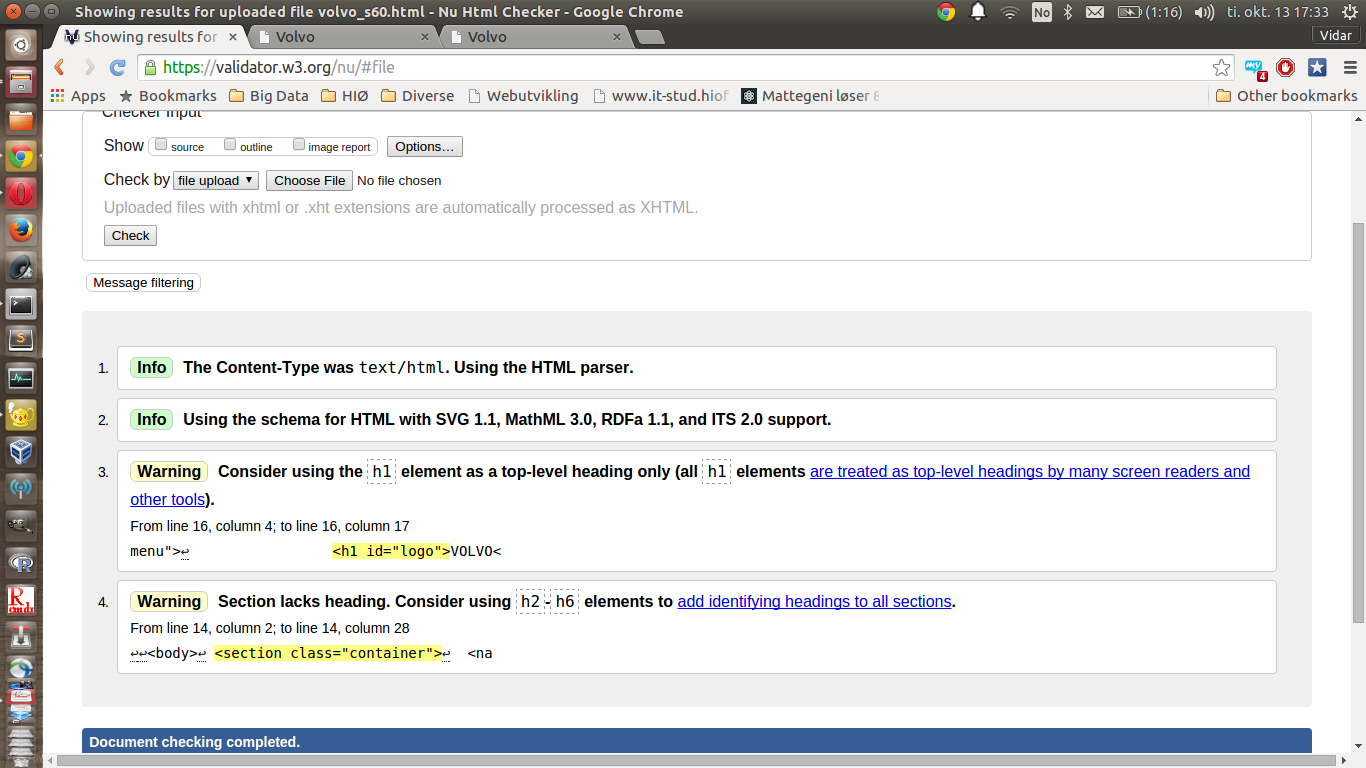 Showing results for uploaded file volvo_s60.html - Nu Html Checker - Google Chrome
No (1:16) ti. okt. 13 17:33
Showing results for × Volvo × Volvo × Vidar
https://validator.w3.org/nu/#file
Apps Bookmarks Big Data HIØ Diverse Webutvikling www.it-stud.hiof Mattegeni løser 8 Other bookmarks
Checker Input
Show source outline image report Options...
Check by file upload Choose File No file chosen
Uploaded files with xhtml or .xht extensions are automatically processed as XHTML.
Check
Message filtering
1. Info The Content-Type was text/html. Using the HTML parser.
2. Info Using the schema for HTML with SVG 1.1, MathML 3.0, RDFa 1.1, and ITS 2.0 support.
3. Warning Consider using the h1 element as a top-level heading only (all h1 elements are treated as top-level headings by many screen readers and
other tools).
From line 16, column 4; to line 16, column 17
menu">↩ <h1 id="logo">VOLVO<
4. Warning Section lacks heading. Consider using h2-h6 elements to add identifying headings to all sections.
From line 14, column 2; to line 14, column 28
↩↩<body>↩ <section class="container">↩ <na
Document checking completed.